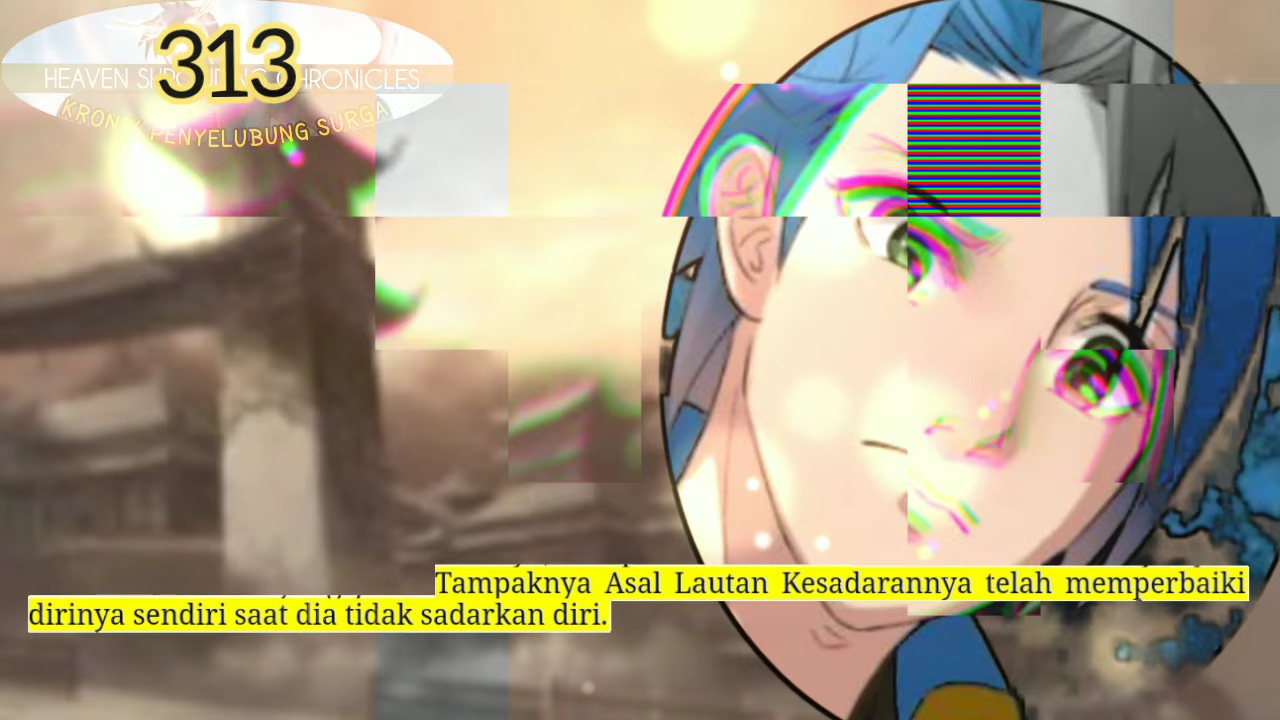 313
HEAVEN SHROUDING CHRONICLES
KRONIK PENYELUBUNG SURGA
Tampaknya Asal Lautan Kesadarannya telah memperbaiki
dirinya sendiri saat dia tidak sadarkan diri.